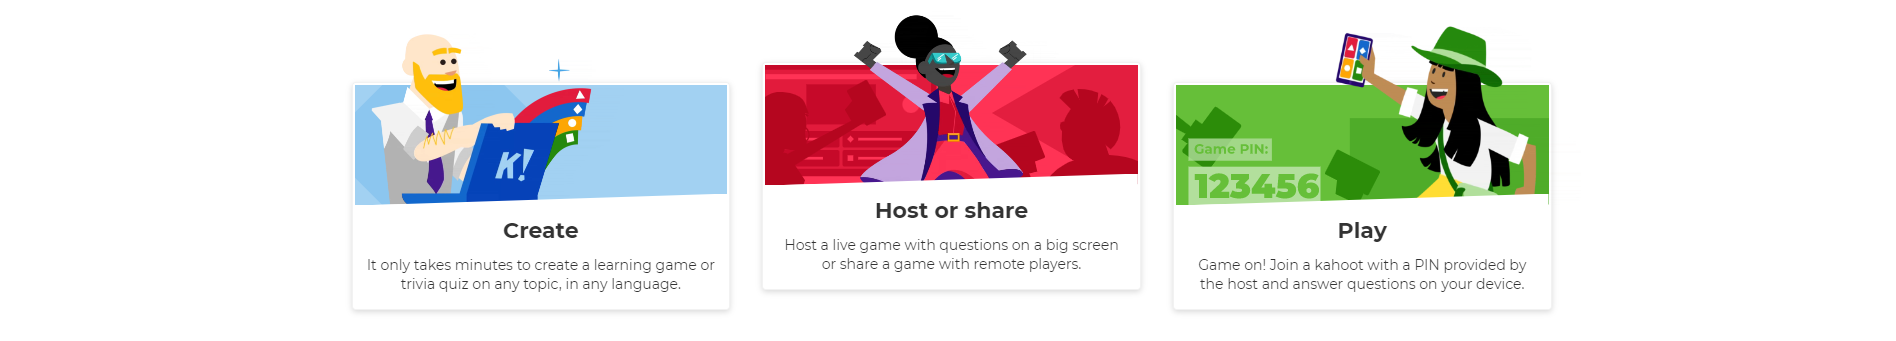 K!
Create
It only takes minutes to create a learning game or
trivia quiz on any topic, in any language.
Host or share
Host a live game with questions on a big screen
or share a game with remote players.
Game PIN:
123456
Play
Game on! Join a kahoot with a PIN provided by
the host and answer questions on your device.